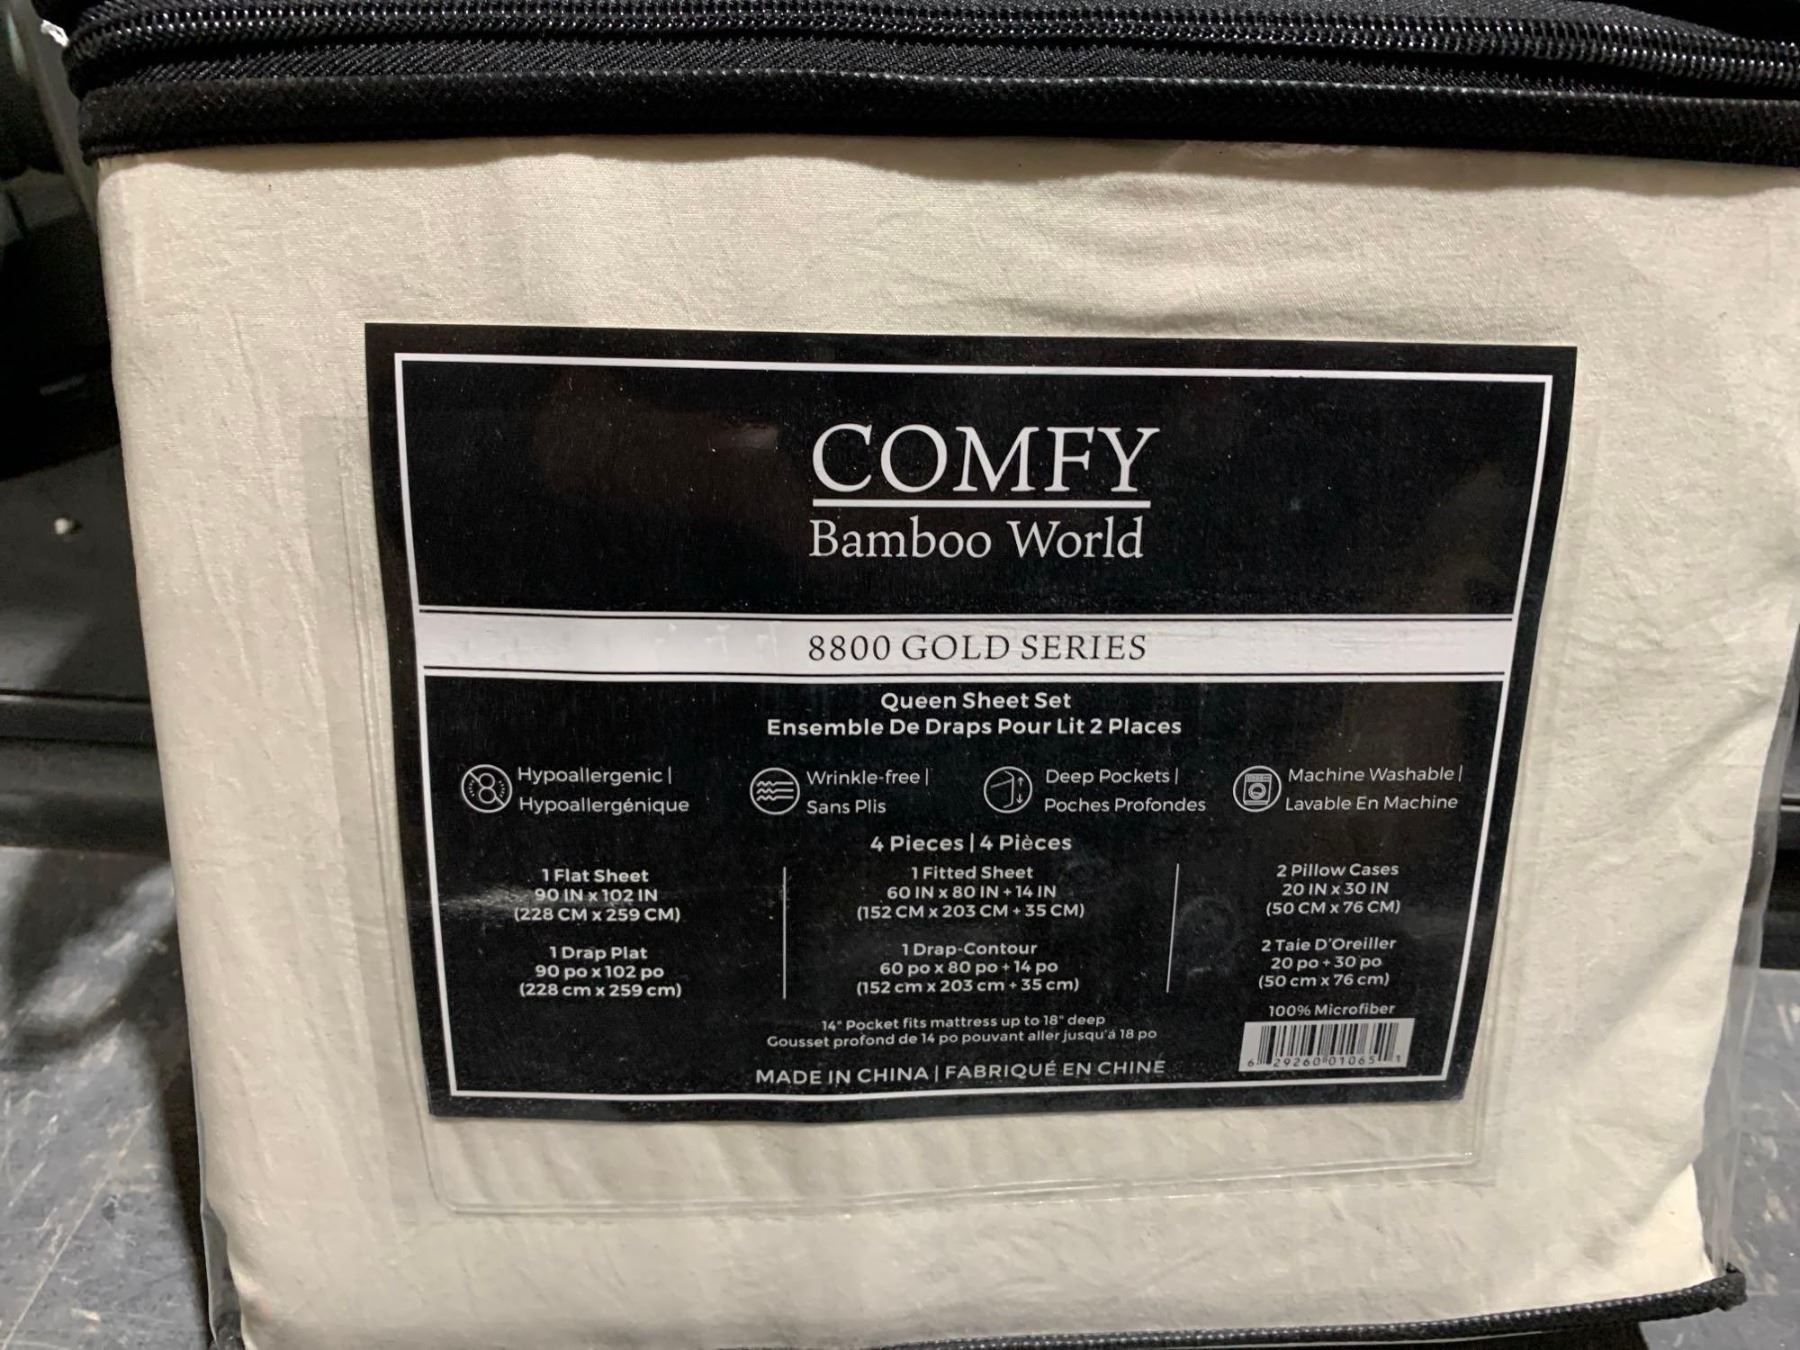 COMFY
Bamboo World
8800 GOLD SERIES
Queen Sheet Set
Ensemble De Draps Pour Lit 2 Places
Hypoallergenic |
Hypoallergénique
Wrinkle-free |
Sans Plis
Deep Pockets |
Poches Profondes
Machine Washable |
Lavable En Machine
4 Pieces | 4 Pièces
1 Flat Sheet
90 IN x 102 IN
(228 CM x 259 CM)
1 Drap Plat
90 po x 102 po
(228 cm x 259 cm)
1 Fitted Sheet
60 IN x 80 IN + 14 IN
(152 CM x 203 CM + 35 CM)
1 Drap-Contour
60 po x 80 po + 14 po
(152 cm x 203 cm + 35 cm)
2 Pillow Cases
20 IN x 30 IN
(50 CM x 76 CM)
2 Taie D'Oreiller
20 po + 30 po
(50 cm x 76 cm)
100% Microfiber
14" Pocket fits mattress up to 18" deep
Gousset profond de 14 po pouvant aller jusqu'á 18 po
6 29260 01065 1
MADE IN CHINA | FABRIQUÉ EN CHINE